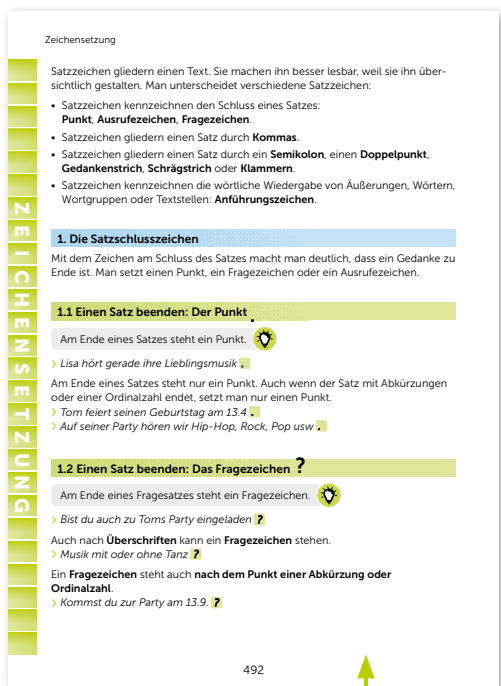 Zeichensetzung
Satzzeichen gliedern einen Text. Sie machen ihn besser lesbar, weil sie ihn über-
sichtlich gestalten. Man unterscheidet verschiedene Satzzeichen:
• Satzzeichen kennzeichnen den Schluss eines Satzes:
Punkt, Ausrufezeichen, Fragezeichen.
• Satzzeichen gliedern einen Satz durch Kommas.
• Satzzeichen gliedern einen Satz durch ein Semikolon, einen Doppelpunkt,
Gedankenstrich, Schrägstrich oder Klammern.
• Satzzeichen kennzeichnen die wörtliche Wiedergabe von Äußerungen, Wörtern,
Wortgruppen oder Textstellen: Anführungszeichen.
ZEICHENSETZUNG
1. Die Satzschlusszeichen
Mit dem Zeichen am Schluss des Satzes macht man deutlich, dass ein Gedanke zu
Ende ist. Man setzt einen Punkt, ein Fragezeichen oder ein Ausrufezeichen.
1.1 Einen Satz beenden: Der Punkt .
Am Ende eines Satzes steht ein Punkt.
› Lisa hört gerade ihre Lieblingsmusik .
Am Ende eines Satzes steht nur ein Punkt. Auch wenn der Satz mit Abkürzungen
oder einer Ordinalzahl endet, setzt man nur einen Punkt.
› Tom feiert seinen Geburtstag am 13.4 .
› Auf seiner Party hören wir Hip-Hop, Rock, Pop usw .
1.2 Einen Satz beenden: Das Fragezeichen ?
Am Ende eines Fragesatzes steht ein Fragezeichen.
› Bist du auch zu Toms Party eingeladen ?
Auch nach Überschriften kann ein Fragezeichen stehen.
› Musik mit oder ohne Tanz ?
Ein Fragezeichen steht auch nach dem Punkt einer Abkürzung oder
Ordinalzahl.
› Kommst du zur Party am 13.9. ?
492